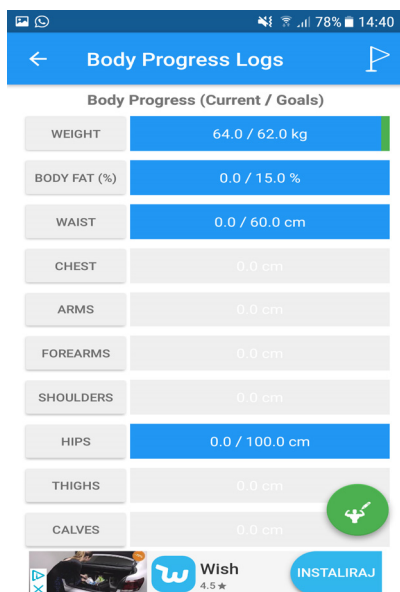 78% 14:40
Body Progress Logs
Body Progress (Current / Goals)
WEIGHT 64.0 / 62.0 kg
BODY FAT (%) 0.0 / 15.0 %
WAIST 0.0 / 60.0 cm
CHEST 0.0 cm
ARMS 0.0 cm
FOREARMS 0.0 cm
SHOULDERS 0.0 cm
HIPS 0.0 / 100.0 cm
THIGHS 0.0 cm
CALVES 0.0 cm
Wish INSTALIRAJ
4.5★